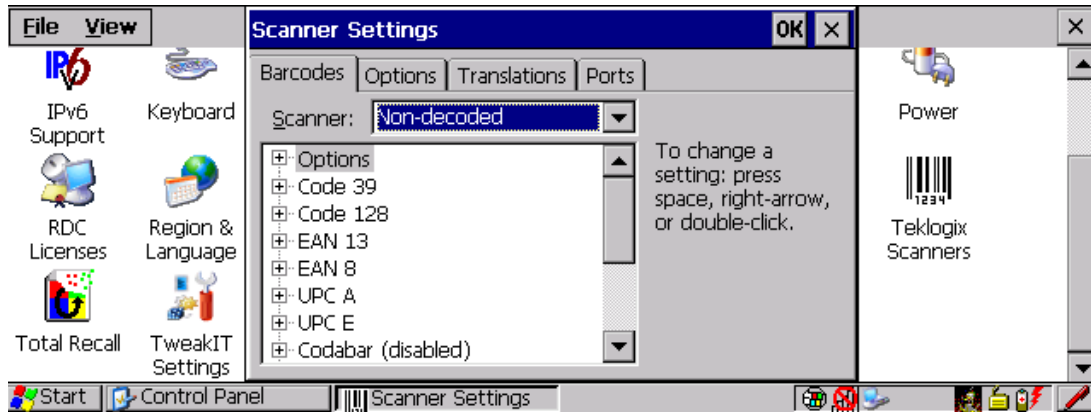 File View
Scanner Settings OK ×
Barcodes Options Translations Ports
Scanner: Non-decoded
Options
Code 39
Code 128
EAN 13
EAN 8
UPC A
UPC E
Codabar (disabled)
To change a
setting: press
space, right-arrow,
or double-click.
IPv6
IPv6
Support
Keyboard
RDC
Licenses
Region &
Language
Total Recall
TweakIT
Settings
×
Power
1234
Teklogix
Scanners
Start Control Panel Scanner Settings